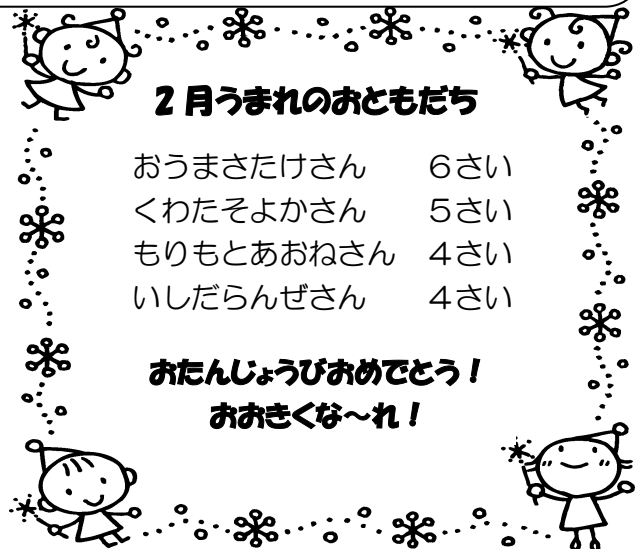 2月うまれのおともだち
おうまさたけさん 6さい
くわたそよかさん 5さい
もりもとあおねさん 4さい
いしだらんぜさん 4さい
おたんじょうびおめでとう！
おおきくな～れ！